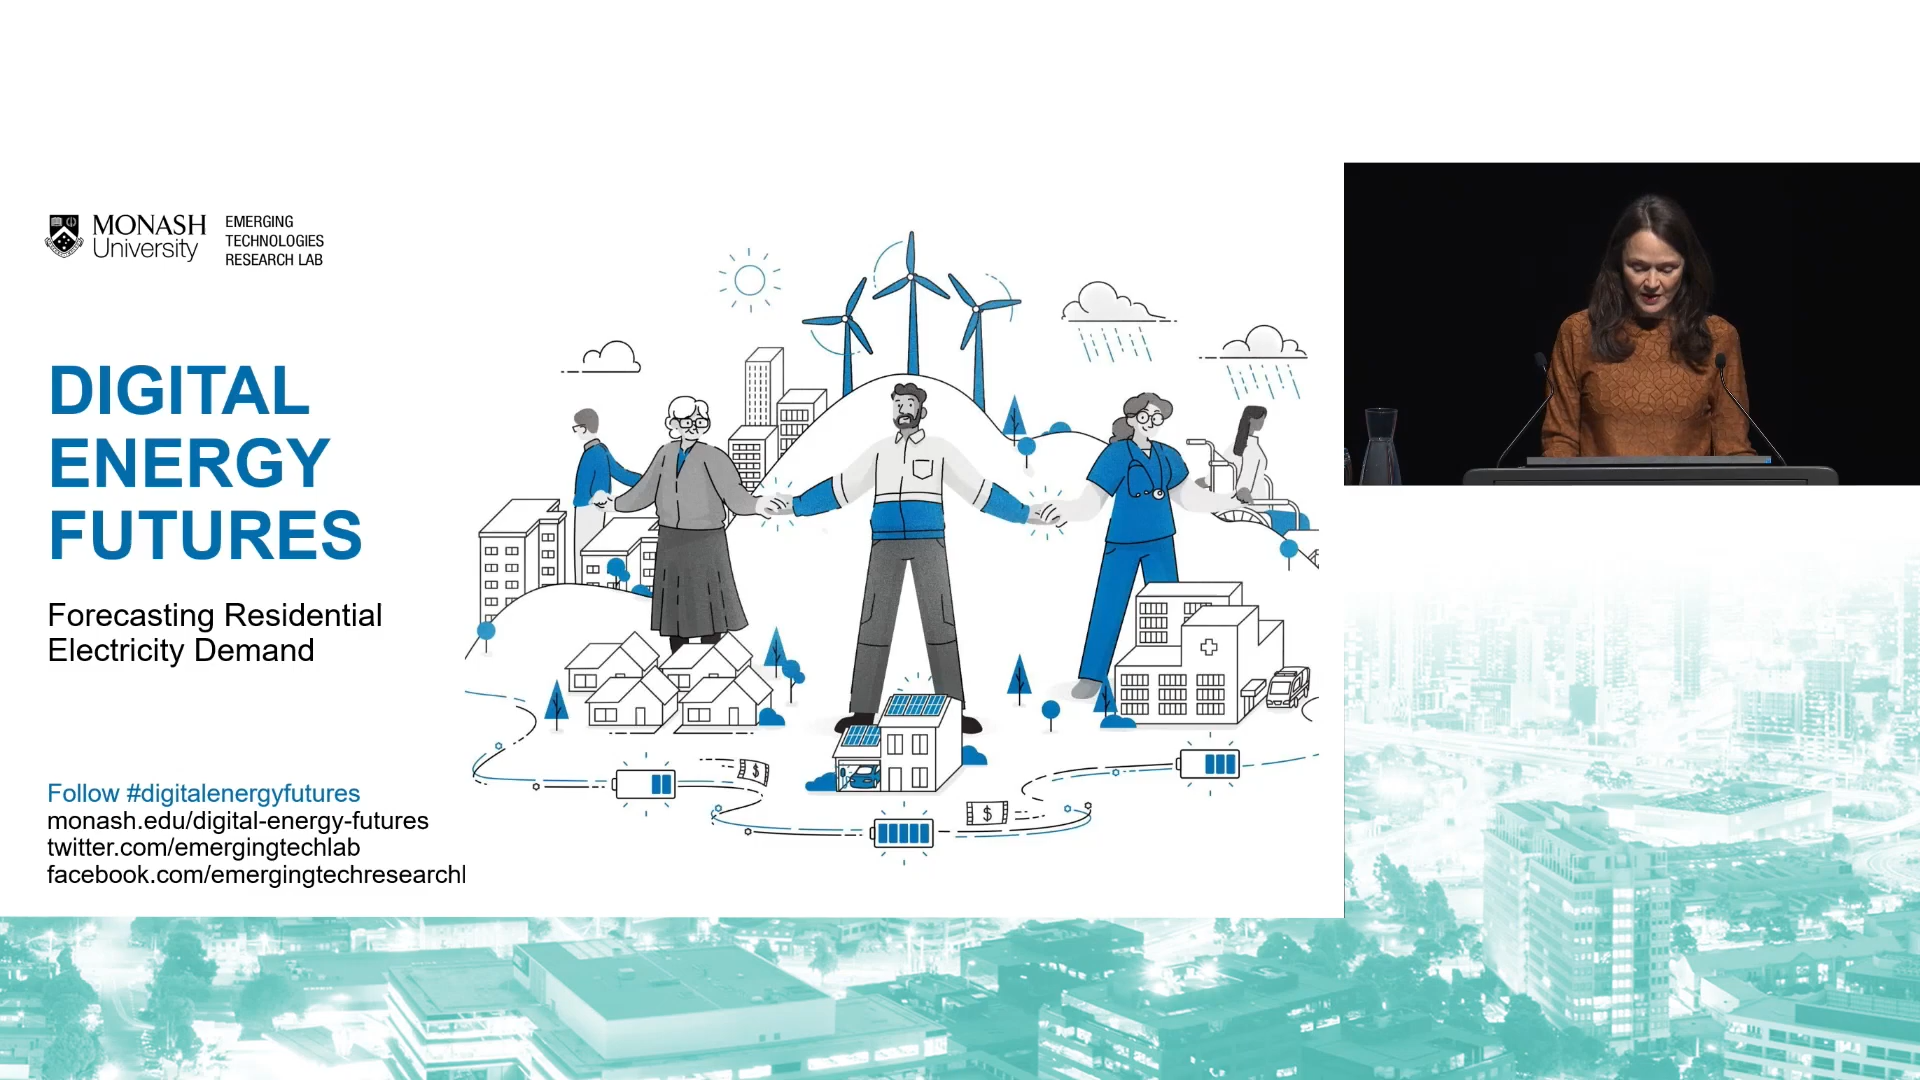 MONASH
University
EMERGING
TECHNOLOGIES
RESEARCH LAB
DIGITAL
ENERGY
FUTURES
Forecasting Residential
Electricity Demand
Follow #digitalenergyfutures
monash.edu/digital-energy-futures
twitter.com/emergingtechlab
facebook.com/emergingtechresearchl
$
$